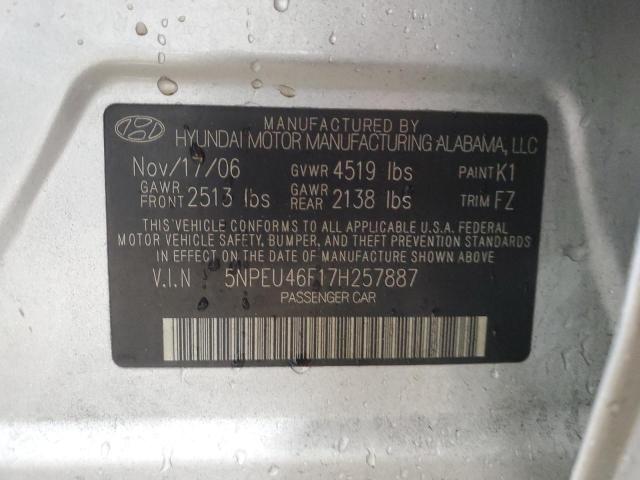 MANUFACTURED BY
HYUNDAI MOTOR MANUFACTURING ALABAMA, LLC
Nov/17/06 GVWR 4519 lbs PAINT K1
GAWR FRONT 2513 lbs GAWR REAR 2138 lbs TRIM FZ
THIS VEHICLE CONFORMS TO ALL APPLICABLE U.S.A. FEDERAL
MOTOR VEHICLE SAFETY, BUMPER, AND THEFT PREVENTION STANDARDS
IN EFFECT ON THE DATE OF MANUFACTURE SHOWN ABOVE
V.I.N 5NPEU46F17H257887
PASSENGER CAR